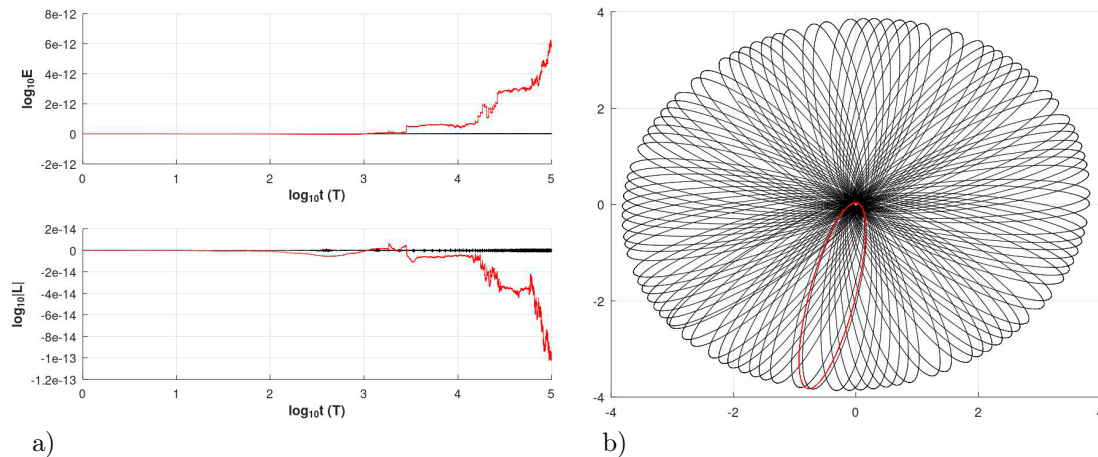 8e-12
6e-12
4e-12
2e-12
0
-2e-12
log₁₀E
0 1 2 3 4 5
log₁₀t (T)
2e-14
0
-2e-14
-4e-14
-6e-14
-8e-14
-1e-13
-1.2e-13
log₁₀|L|
0 1 2 3 4 5
log₁₀t (T)
a)
4
2
0
-2
-4
-4 -2 0 2 4
b)